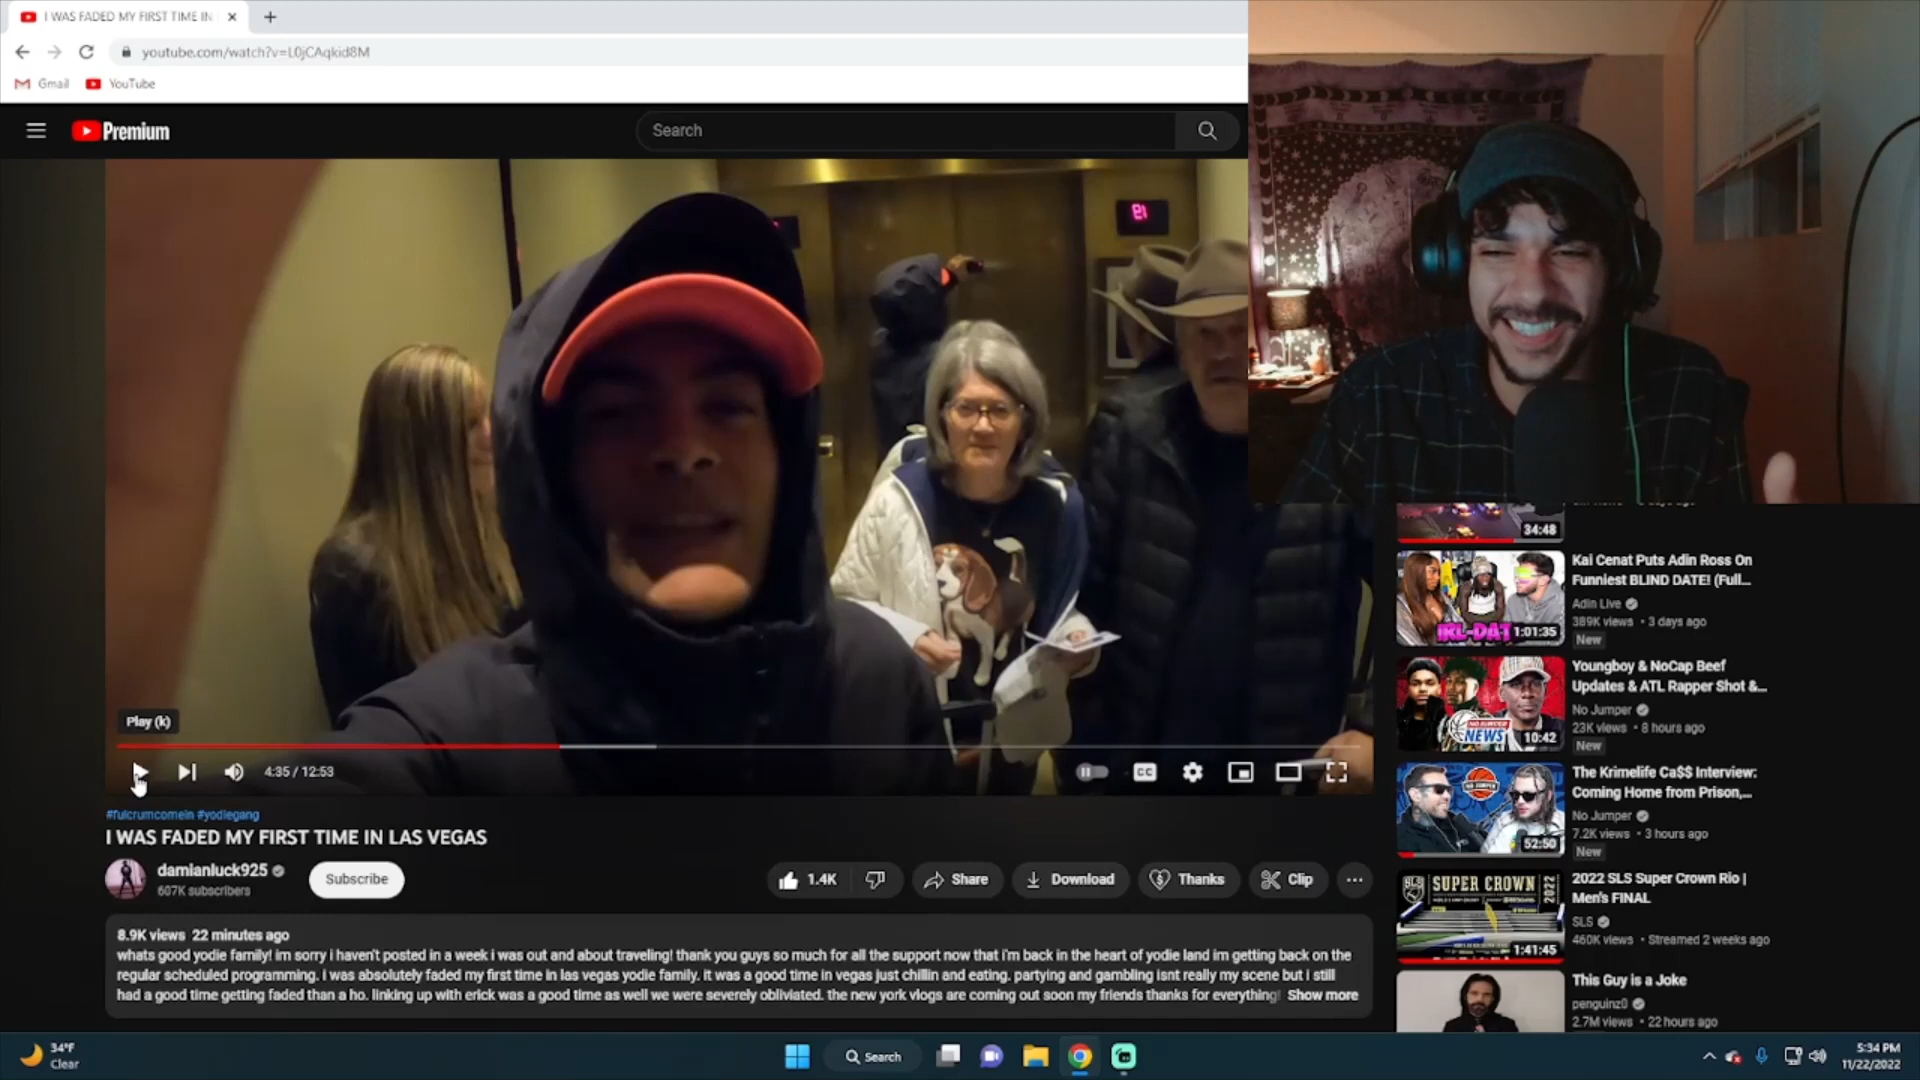 I WAS FADED MY FIRST TIME IN
youtube.com/watch?v=L0jCAqkid8M
Gmail
YouTube
Premium
Search
19
Play (k)
4:35 / 12:53
CC
#fulcrumcomein #yodiegang
I WAS FADED MY FIRST TIME IN LAS VEGAS
damianluck925
607K subscribers
Subscribe
1.4K
Share
Download
Thanks
Clip
8.9K views 22 minutes ago
whats good yodie family! im sorry i haven't posted in a week i was out and about traveling! thank you guys so much for all the support now that i'm back in the heart of yodie land im getting back on the
regular scheduled programming. i was absolutely faded my first time in las vegas yodie family. it was a good time in vegas just chillin and eating. partying and gambling isnt really my scene but i still
had a good time getting faded than a ho. linking up with erick was a good time as well we were severely obliviated. the new york vlogs are coming out soon my friends thanks for everything! Show more
34:48
Kai Cenat Puts Adin Ross On
Funniest BLIND DATE! (Full...
Adin Live
389K views • 3 days ago
New
IRL-DAT
1:01:35
Youngboy & NoCap Beef
Updates & ATL Rapper Shot &...
No Jumper
23K views • 8 hours ago
New
NEWS
10:42
The Krimelife Ca$$ Interview:
Coming Home from Prison,...
No Jumper
7.2K views • 3 hours ago
New
52:50
2022 SLS Super Crown Rio |
Men's FINAL
SLS
460K views • Streamed 2 weeks ago
SLS SUPER CROWN 2022
1:41:45
This Guy is a Joke
penguinz0
2.7M views • 22 hours ago
34°F
Clear
Search
5:34 PM
11/22/2022